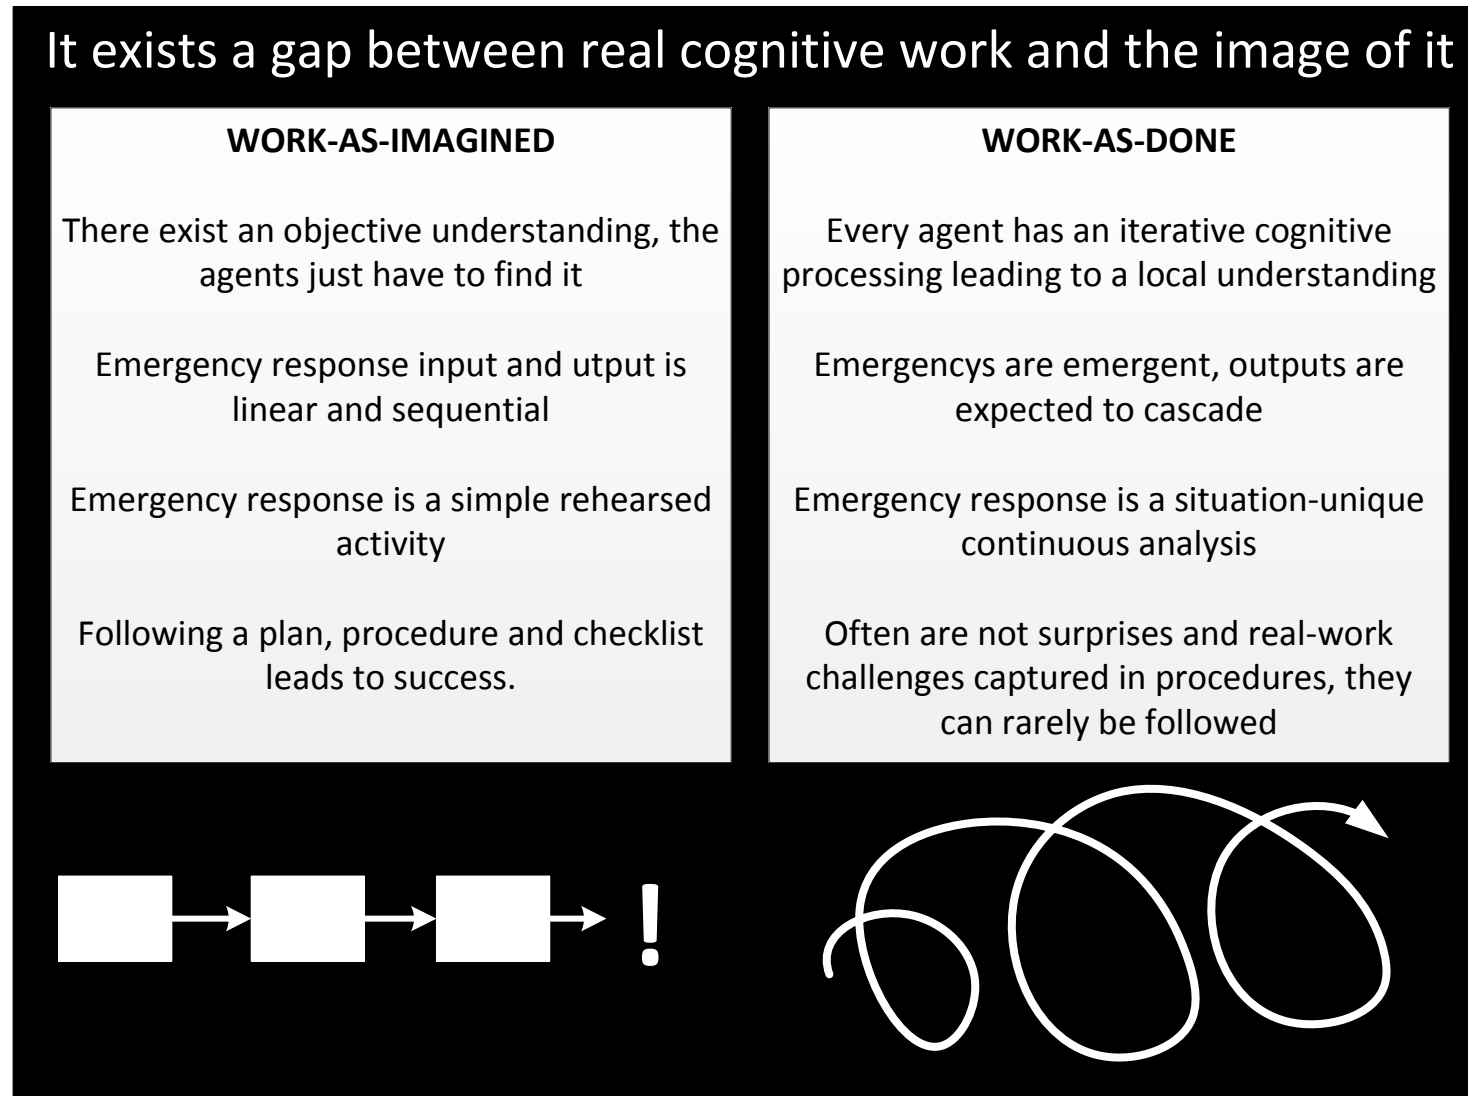 It exists a gap between real cognitive work and the image of it
WORK-AS-IMAGINED
There exist an objective understanding, the
agents just have to find it
Emergency response input and utput is
linear and sequential
Emergency response is a simple rehearsed
activity
Following a plan, procedure and checklist
leads to success.
WORK-AS-DONE
Every agent has an iterative cognitive
processing leading to a local understanding
Emergencys are emergent, outputs are
expected to cascade
Emergency response is a situation-unique
continuous analysis
Often are not surprises and real-work
challenges captured in procedures, they
can rarely be followed
!